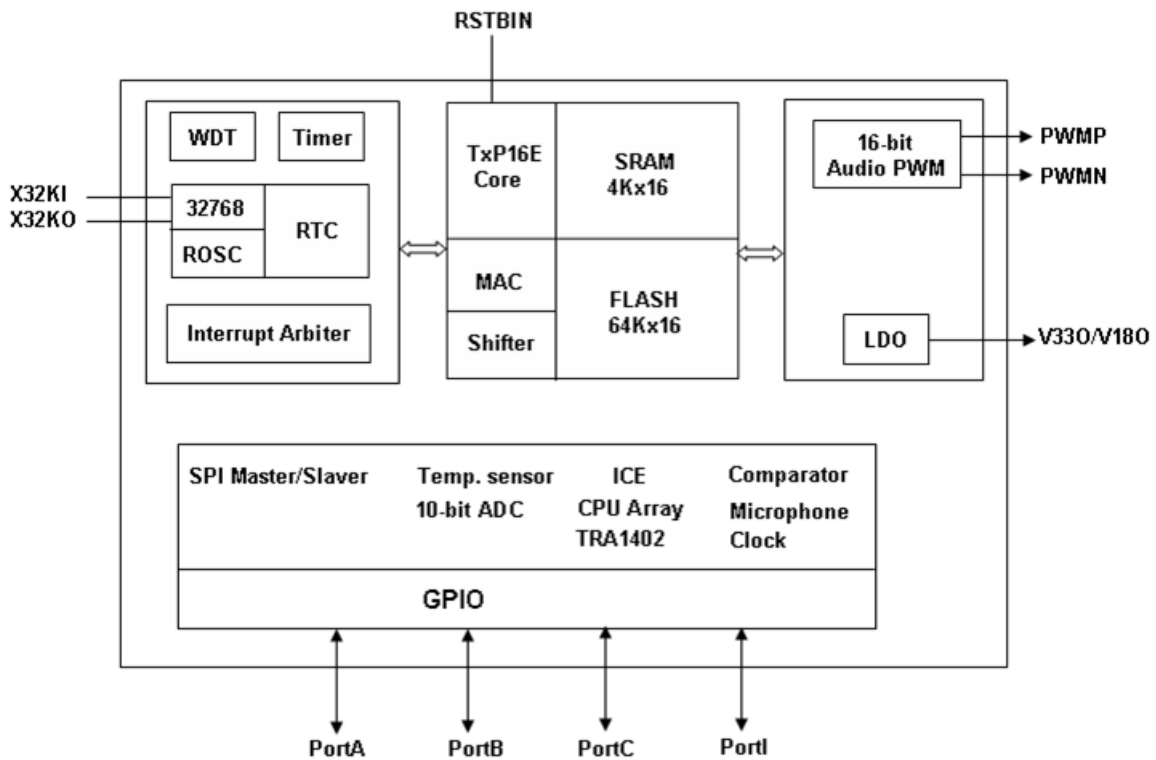 RSTBIN
WDT
Timer
X32KI
X32KO
32768
ROSC
RTC
Interrupt Arbiter
TxP16E
Core
SRAM
4Kx16
MAC
Shifter
FLASH
64Kx16
16-bit
Audio PWM
PWMP
PWMN
LDO
V33O/V18O
SPI Master/Slaver
Temp. sensor
10-bit ADC
ICE
CPU Array
TRA1402
Comparator
Microphone
Clock
GPIO
PortA
PortB
PortC
PortI